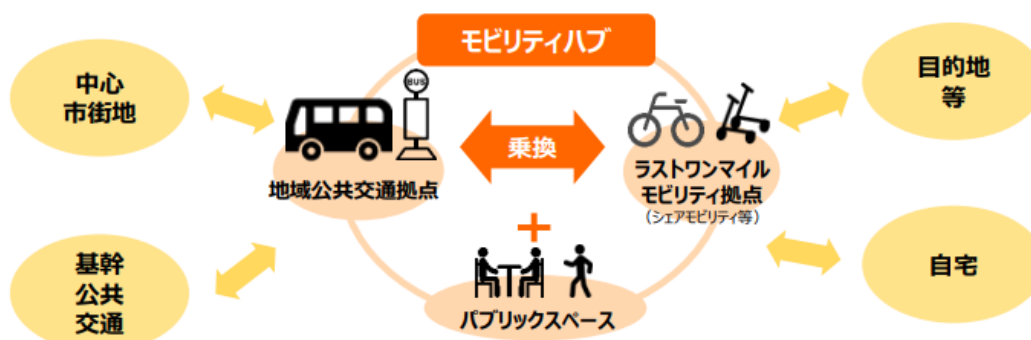 モビリティハブ
中心
市街地
BUS
乗換
目的地
等
地域公共交通拠点
ラストワンマイル
モビリティ拠点
（シェアモビリティ等）
+
基幹
公共
交通
自宅
パブリックスペース